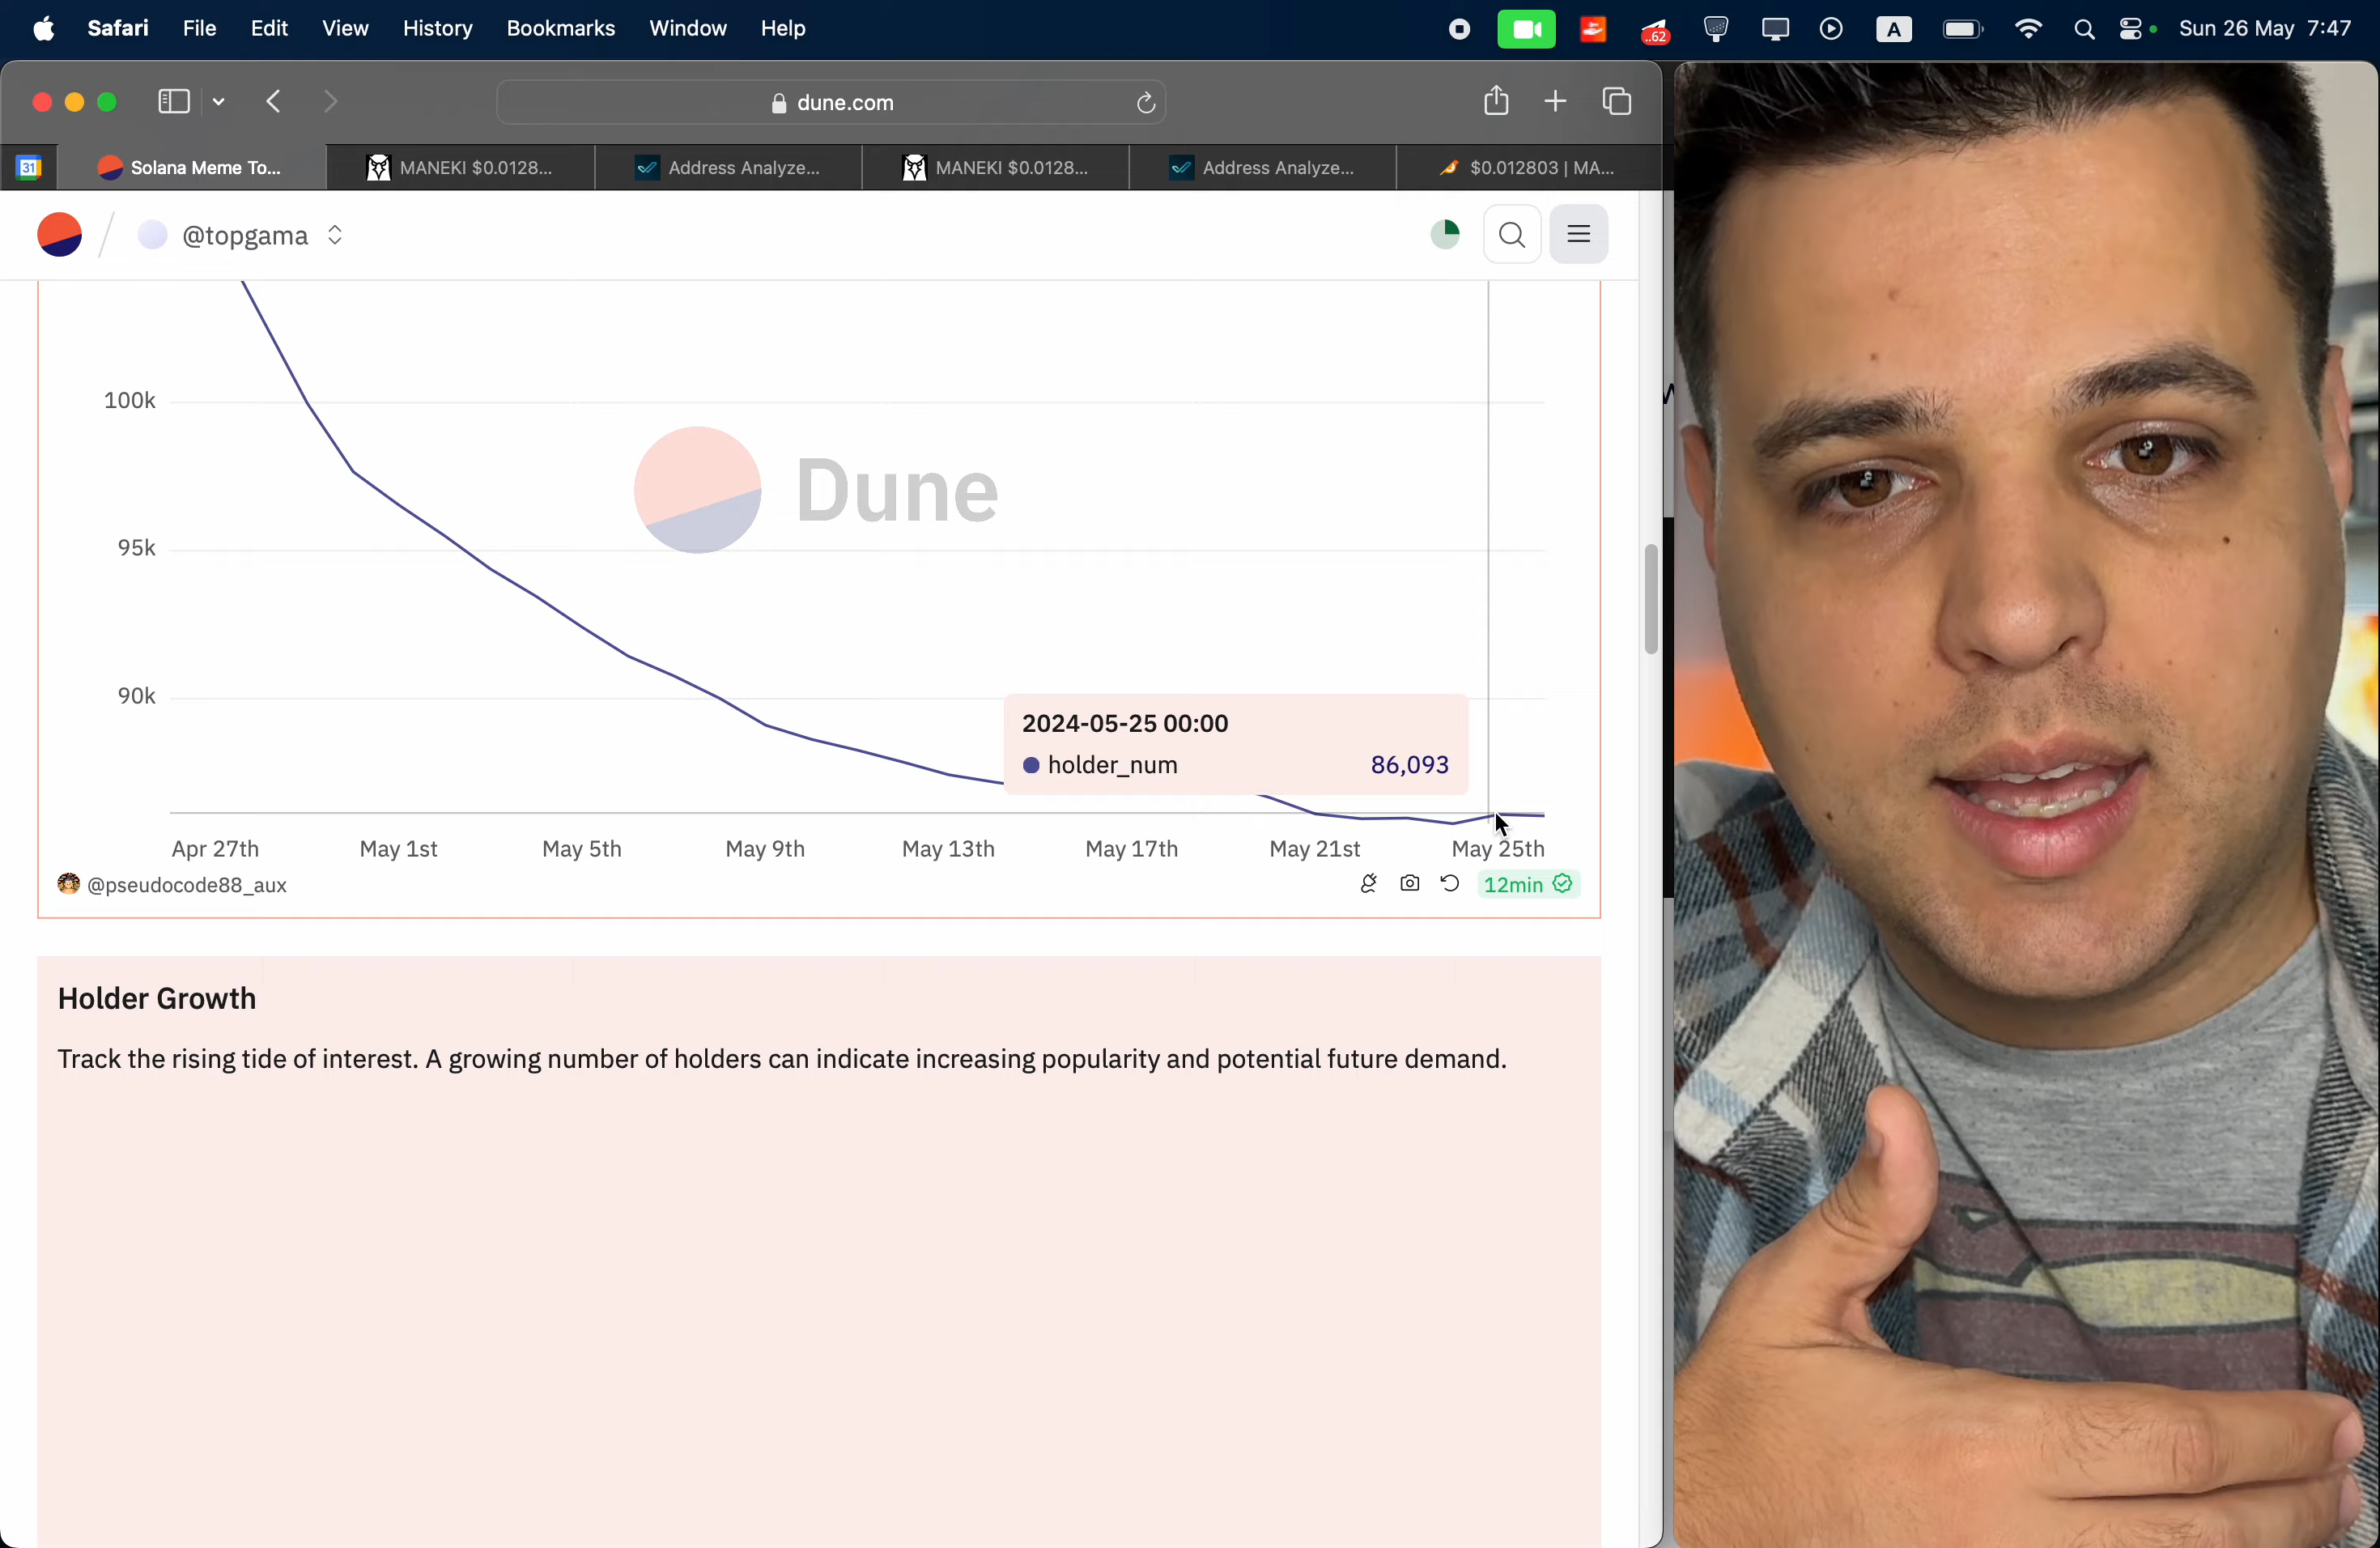 Safari File Edit View History Bookmarks Window Help ..62 A Sun 26 May 7:47
dune.com
31 Solana Meme To... MANEKI $0.0128... Address Analyze... MANEKI $0.0128... Address Analyze... $0.012803 | MA...
@topgama
100k
Dune
95k
90k
2024-05-25 00:00
holder_num 86,093
Apr 27th May 1st May 5th May 9th May 13th May 17th May 21st May 25th
@pseudocode88_aux 12min
Holder Growth
Track the rising tide of interest. A growing number of holders can indicate increasing popularity and potential future demand.